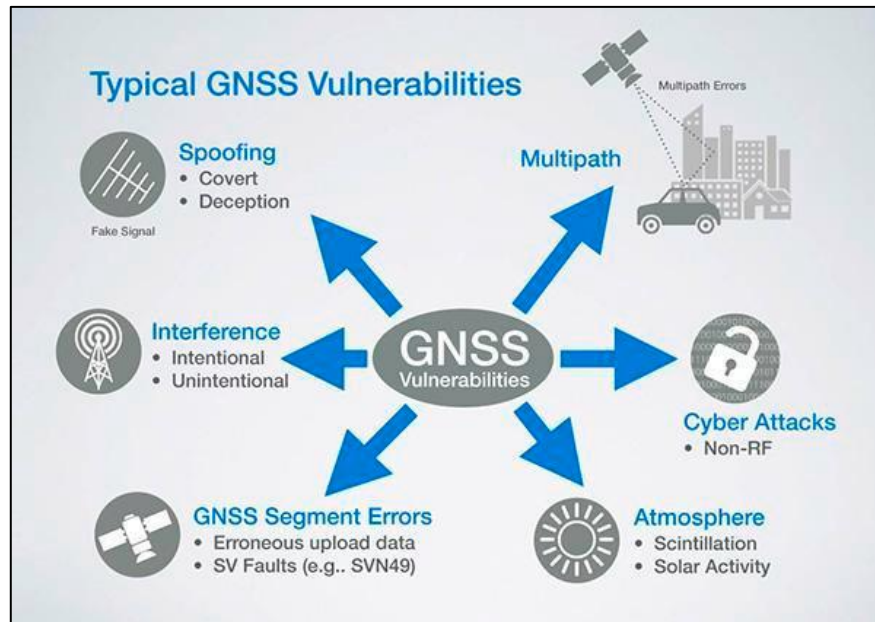 Typical GNSS Vulnerabilities
Multipath Errors
Spoofing
• Covert
• Deception
Fake Signal
Multipath
Interference
• Intentional
• Unintentional
GNSS
Vulnerabilities
Cyber Attacks
• Non-RF
GNSS Segment Errors
• Erroneous upload data
• SV Faults (e.g.. SVN49)
Atmosphere
• Scintillation
• Solar Activity